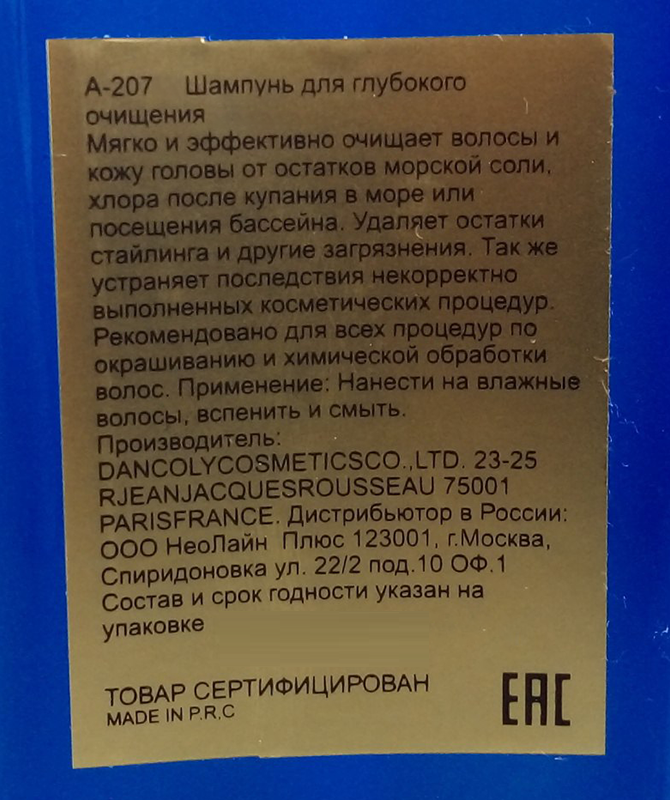 А-207 Шампунь для глубокого
очищения
Мягко и эффективно очищает волосы и
кожу головы от остатков морской соли,
хлора после купания в море или
посещения бассейна. Удаляет остатки
стайлинга и другие загрязнения. Так же
устраняет последствия некорректно
выполненных косметических процедур.
Рекомендовано для всех процедур по
окрашиванию и химической обработки
волос. Применение: Нанести на влажные
волосы, вспенить и смыть.
Производитель:
DANCOLYCOSMETICSCO.,LTD. 23-25
RJEANJACQUESROUSSEAU 75001
PARISFRANCE. Дистрибьютор в России:
ООО НеоЛайн Плюс 123001, г.Москва,
Спиридоновка ул. 22/2 под.10 ОФ.1
Состав и срок годности указан на
упаковке
ТОВАР СЕРТИФИЦИРОВАН
MADE IN P.R.C
EAC